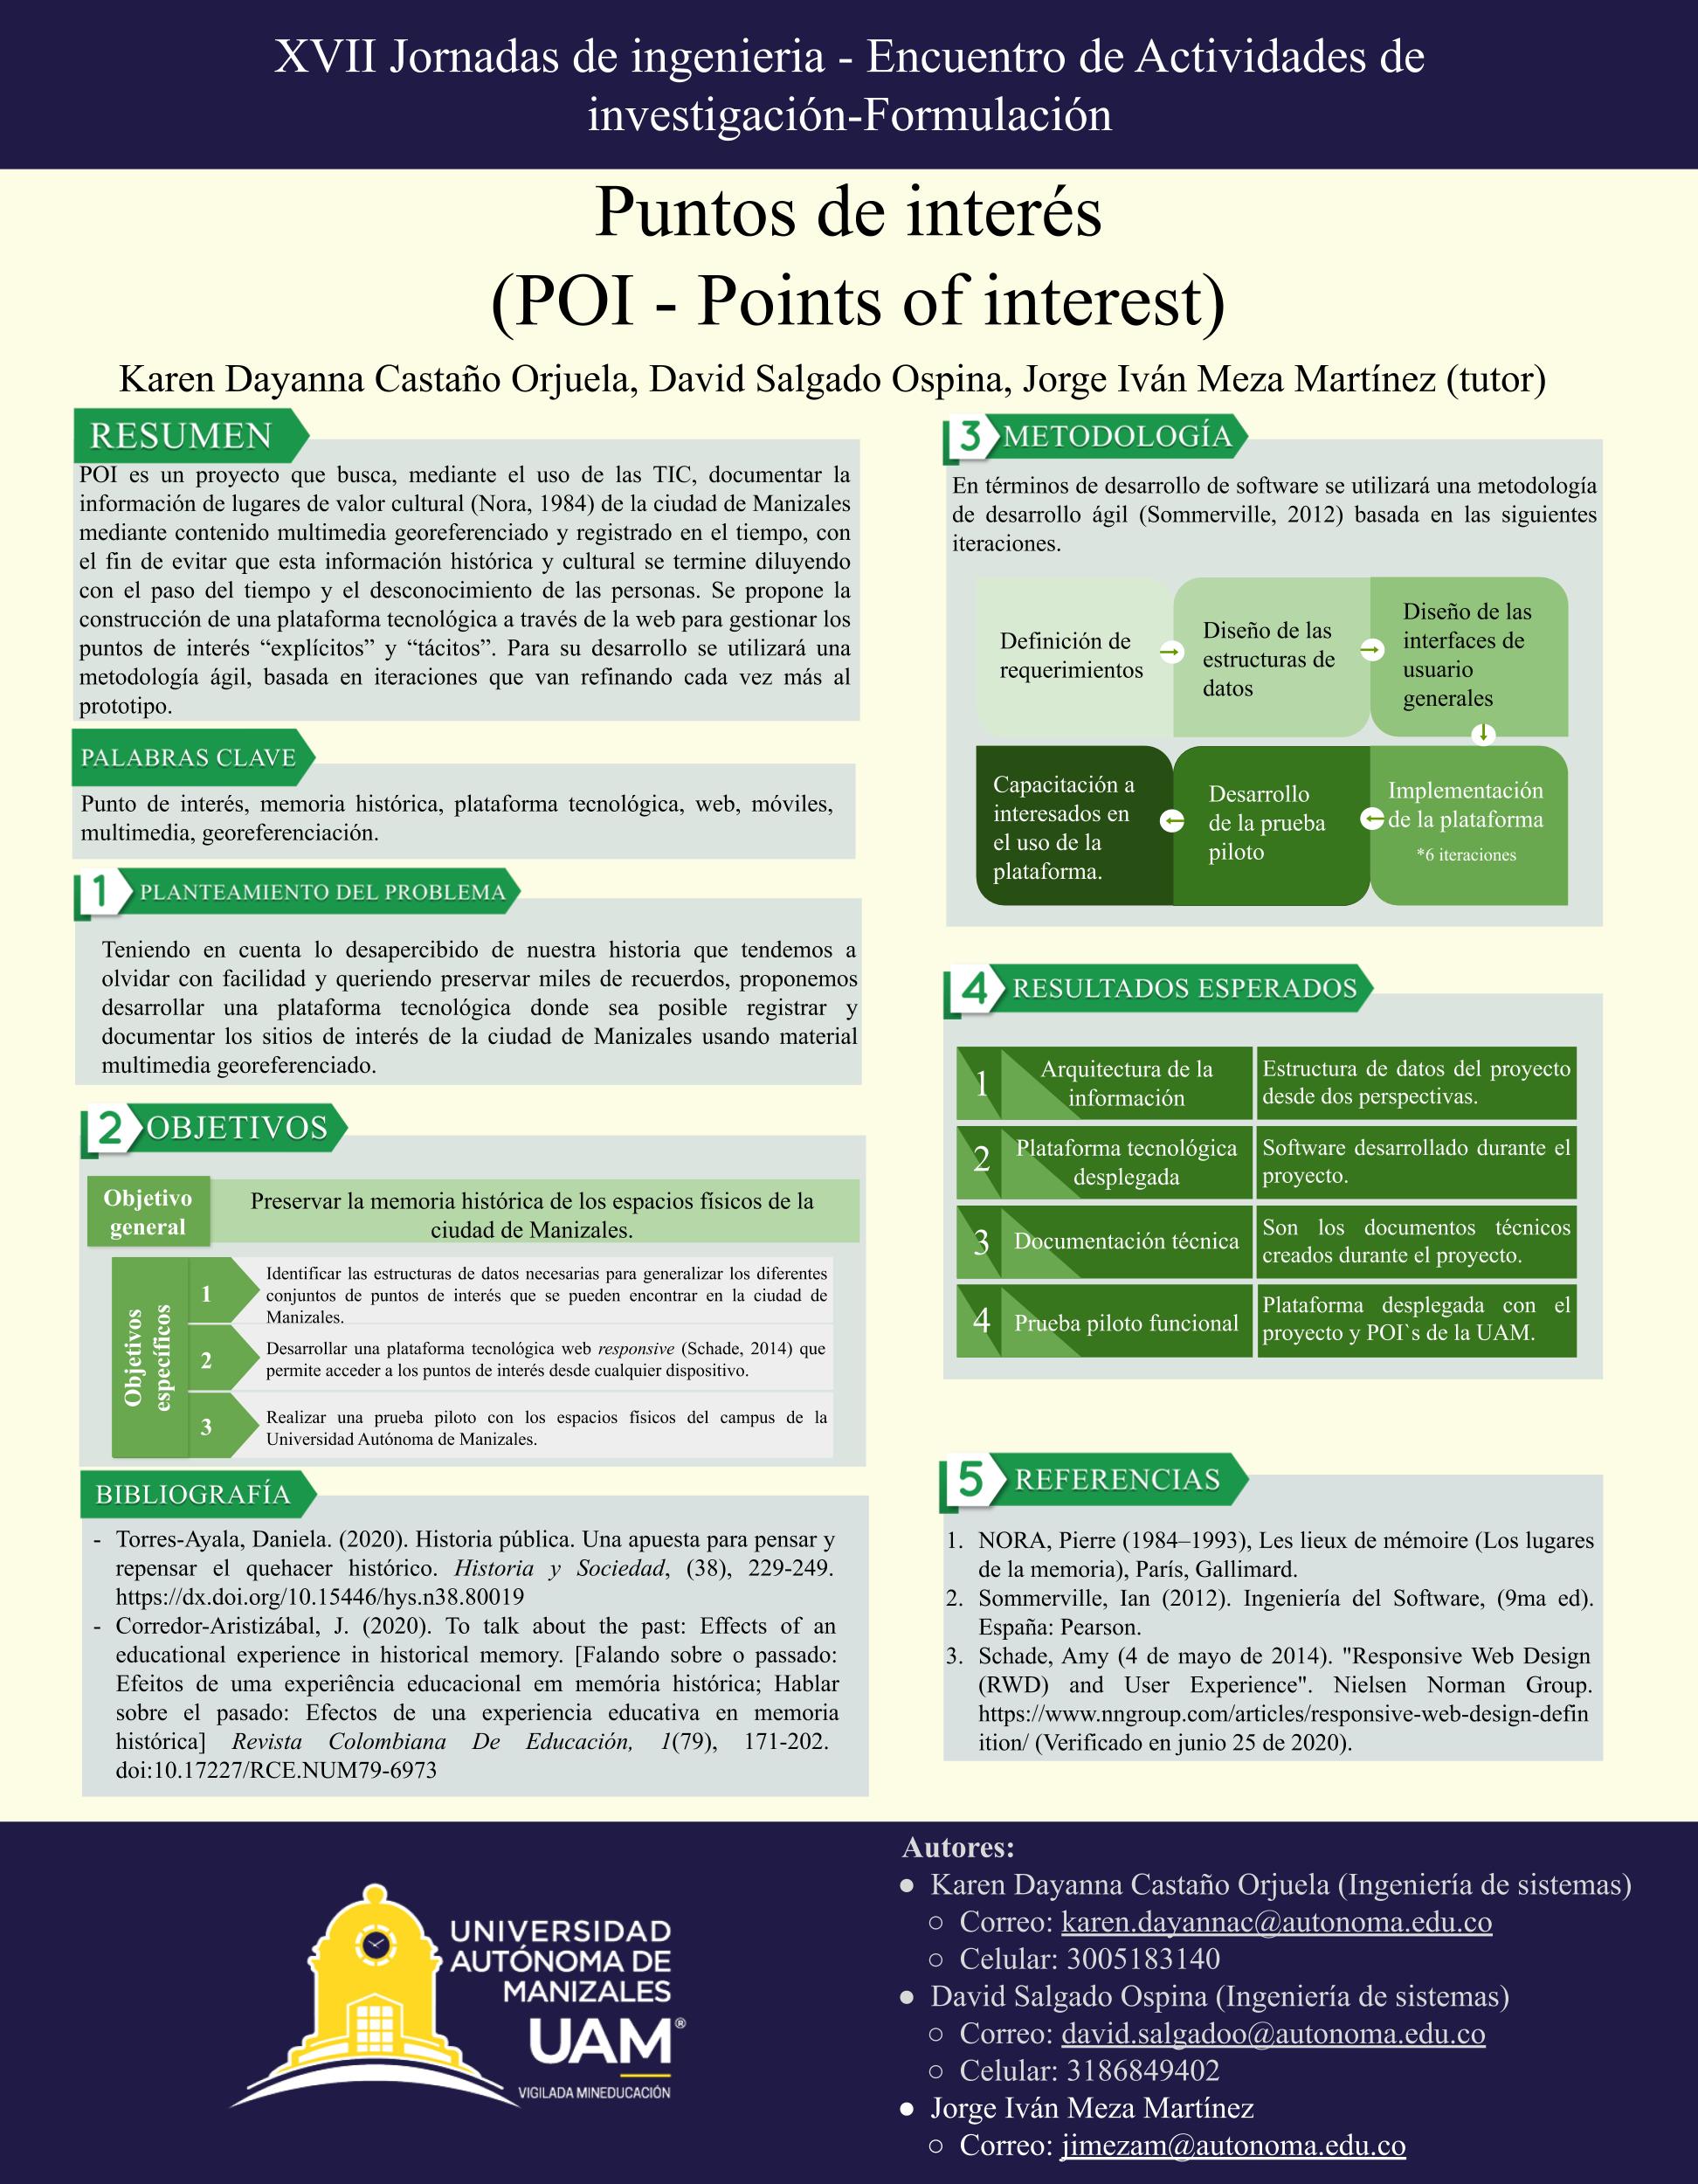 XVII Jornadas de ingenieria - Encuentro de Actividades de
investigación-Formulación
Puntos de interés
(POI - Points of interest)
Karen Dayanna Castaño Orjuela, David Salgado Ospina, Jorge Iván Meza Martínez (tutor)
RESUMEN
POI es un proyecto que busca, mediante el uso de las TIC, documentar la
información de lugares de valor cultural (Nora, 1984) de la ciudad de Manizales
mediante contenido multimedia georeferenciado y registrado en el tiempo, con
el fin de evitar que esta información histórica y cultural se termine diluyendo
con el paso del tiempo y el desconocimiento de las personas. Se propone la
construcción de una plataforma tecnológica a través de la web para gestionar los
puntos de interés “explícitos” y “tácitos”. Para su desarrollo se utilizará una
metodología ágil, basada en iteraciones que van refinando cada vez más al
prototipo.
PALABRAS CLAVE
Punto de interés, memoria histórica, plataforma tecnológica, web, móviles,
multimedia, georeferenciación.
1 PLANTEAMIENTO DEL PROBLEMA
Teniendo en cuenta lo desapercibido de nuestra historia que tendemos a
olvidar con facilidad y queriendo preservar miles de recuerdos, proponemos
desarrollar una plataforma tecnológica donde sea posible registrar y
documentar los sitios de interés de la ciudad de Manizales usando material
multimedia georeferenciado.
2 OBJETIVOS
Objetivo
general
Preservar la memoria histórica de los espacios físicos de la
ciudad de Manizales.
Objetivos
específicos
1
Identificar las estructuras de datos necesarias para generalizar los diferentes
conjuntos de puntos de interés que se pueden encontrar en la ciudad de
Manizales.
2
Desarrollar una plataforma tecnológica web responsive (Schade, 2014) que
permite acceder a los puntos de interés desde cualquier dispositivo.
3
Realizar una prueba piloto con los espacios físicos del campus de la
Universidad Autónoma de Manizales.
BIBLIOGRAFÍA
- Torres-Ayala, Daniela. (2020). Historia pública. Una apuesta para pensar y
repensar el quehacer histórico. Historia y Sociedad, (38), 229-249.
https://dx.doi.org/10.15446/hys.n38.80019
- Corredor-Aristizábal, J. (2020). To talk about the past: Effects of an
educational experience in historical memory. [Falando sobre o passado:
Efeitos de uma experiência educacional em memória histórica; Hablar
sobre el pasado: Efectos de una experiencia educativa en memoria
histórica] Revista Colombiana De Educación, 1(79), 171-202.
doi:10.17227/RCE.NUM79-6973
3 METODOLOGÍA
En términos de desarrollo de software se utilizará una metodología
de desarrollo ágil (Sommerville, 2012) basada en las siguientes
iteraciones.
Definición de
requerimientos
Diseño de las
estructuras de
datos
Diseño de las
interfaces de
usuario
generales
Implementación
de la plataforma
*6 iteraciones
Desarrollo
de la prueba
piloto
Capacitación a
interesados en
el uso de la
plataforma.
4 RESULTADOS ESPERADOS
1
Arquitectura de la
información
Estructura de datos del proyecto
desde dos perspectivas.
2
Plataforma tecnológica
desplegada
Software desarrollado durante el
proyecto.
3
Documentación técnica
Son los documentos técnicos
creados durante el proyecto.
4
Prueba piloto funcional
Plataforma desplegada con el
proyecto y POI`s de la UAM.
5 REFERENCIAS
1. NORA, Pierre (1984–1993), Les lieux de mémoire (Los lugares
de la memoria), París, Gallimard.
2. Sommerville, Ian (2012). Ingeniería del Software, (9ma ed).
España: Pearson.
3. Schade, Amy (4 de mayo de 2014). "Responsive Web Design
(RWD) and User Experience". Nielsen Norman Group.
https://www.nngroup.com/articles/responsive-web-design-defin
ition/ (Verificado en junio 25 de 2020).
UNIVERSIDAD
AUTÓNOMA DE
MANIZALES
UAM®
VIGILADA MINEDUCACIÓN
Autores:
● Karen Dayanna Castaño Orjuela (Ingeniería de sistemas)
○ Correo: karen.dayannac@autonoma.edu.co
○ Celular: 3005183140
● David Salgado Ospina (Ingeniería de sistemas)
○ Correo: david.salgadoo@autonoma.edu.co
○ Celular: 3186849402
● Jorge Iván Meza Martínez
○ Correo: jimezam@autonoma.edu.co